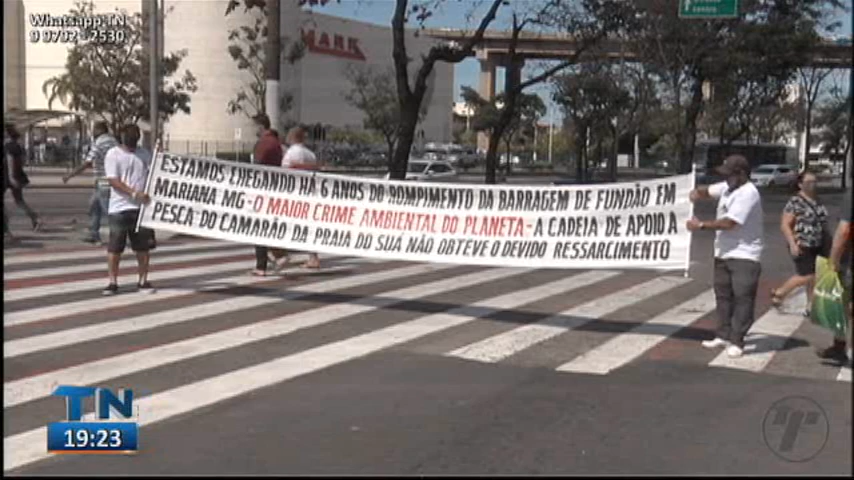 Whatsapp TN
9 9792 - 2530
MARK
ESTAMOS CHEGANDO HÁ 6 ANOS DO ROMPIMENTO DA BARRAGEM DE FUNDÃO EM
MARIANA MG - O MAIOR CRIME AMBIENTAL DO PLANETA - A CADEIA DE APOIO A
PESCA DO CAMARÃO DA PRAIA DO SUÁ NÃO OBTEVE O DEVIDO RESSARCIMENTO
TN
19:23